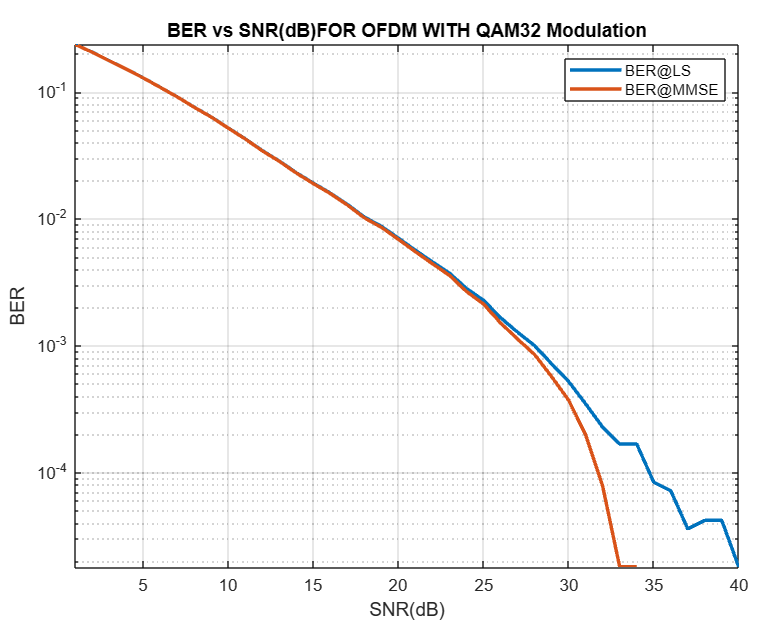 BER vs SNR(dB)FOR OFDM WITH QAM32 Modulation
BER@LS
BER@MMSE
10-1
10-2
10-3
10-4
BER
5 10 15 20 25 30 35 40
SNR(dB)